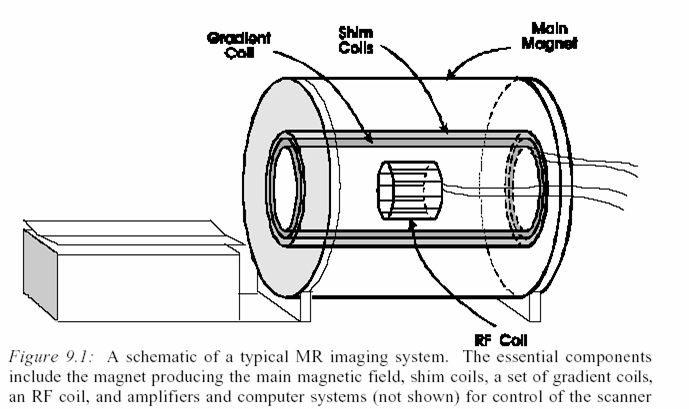 Gradient
Coil
Shim
Coils
Main
Magnet
RF Coil
Figure 9.1: A schematic of a typical MR imaging system. The essential components
include the magnet producing the main magnetic field, shim coils, a set of gradient coils,
an RF coil, and amplifiers and computer systems (not shown) for control of the scanner